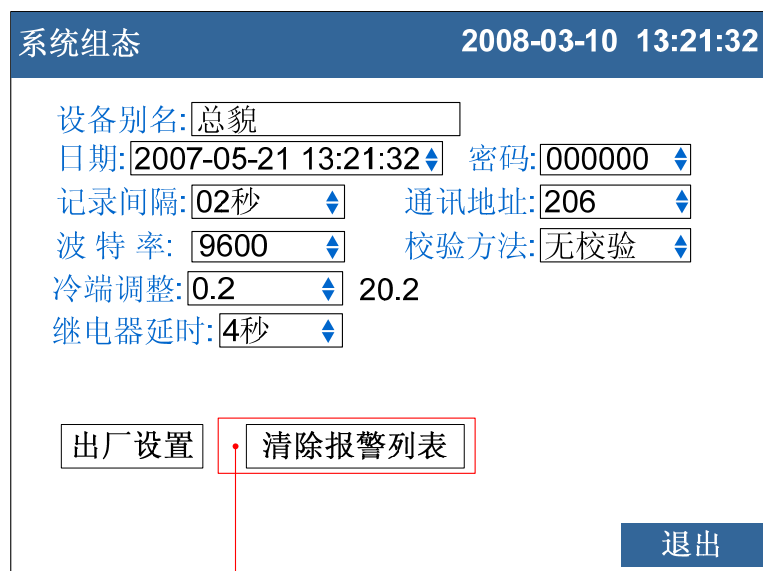 系统组态 2008-03-10 13:21:32
设备别名: 总貌
日期: 2007-05-21 13:21:32 密码: 000000
记录间隔: 02秒 通讯地址: 206
波 特 率: 9600 校验方法: 无校验
冷端调整: 0.2 20.2
继电器延时: 4秒
出厂设置 清除报警列表
退出